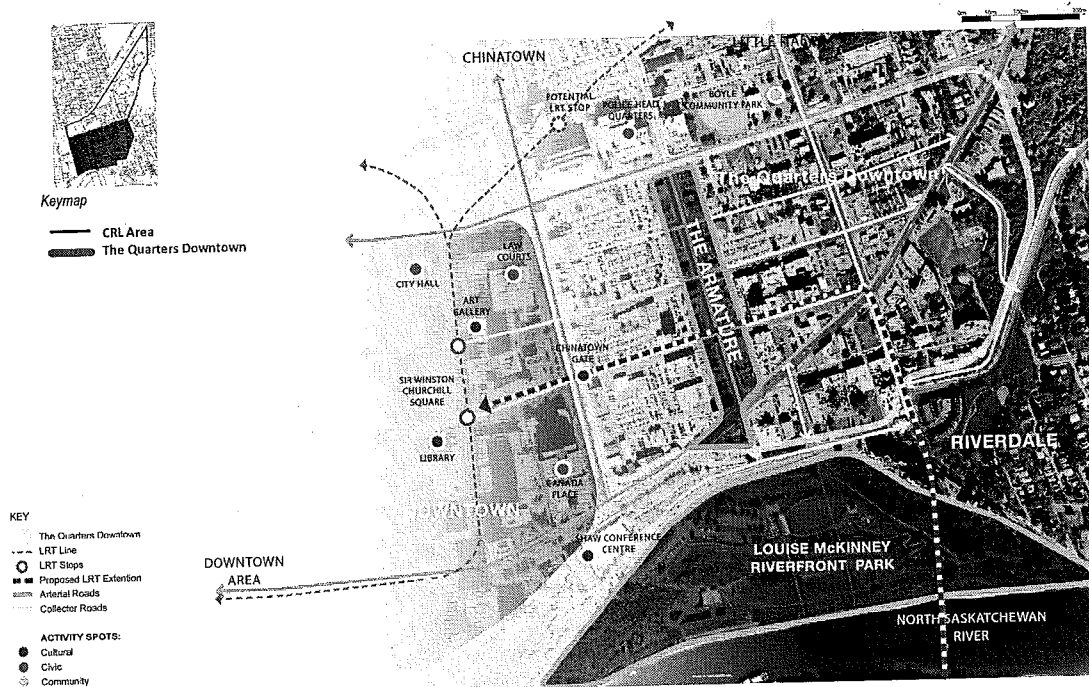 Keymap
CRL Area
The Quarters Downtown
CHINATOWN
POTENTIAL
LRT STOP
POLICE HEAD
QUARTERS
BOYLE
COMMUNITY PARK
The Quarters Downtown
THE ARMATURE
LAW
COURTS
CITY HALL
ART
GALLERY
CHINATOWN
GATE
SIR WINSTON
CHURCHILL
SQUARE
LIBRARY
CANADA
PLACE
DOWNTOWN
SHAW CONFERENCE
CENTRE
DOWNTOWN
AREA
RIVERDALE
LOUISE McKINNEY
RIVERFRONT PARK
NORTH SASKATCHEWAN
RIVER
KEY
The Quarters Downtown
LRT Line
LRT Stops
Proposed LRT Extention
Arterial Roads
Collector Roads
ACTIVITY SPOTS:
Cultural
Civic
Community